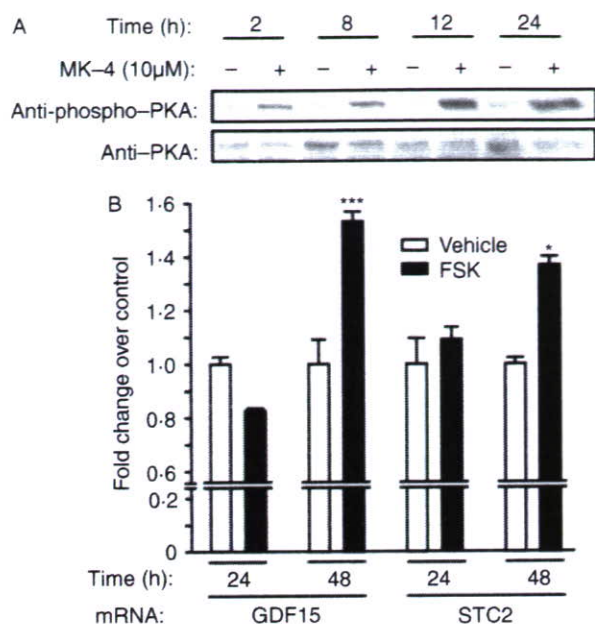 A Time (h): 2 8 12 24
MK–4 (10μM): – + – + – + – +
Anti-phospho–PKA:
Anti–PKA:
B
1·6
1·4
1·2
1·0
0·8
0·6
0·2
0
Fold change over control
***
*
Vehicle
FSK
Time (h): 24 48 24 48
mRNA: GDF15 STC2